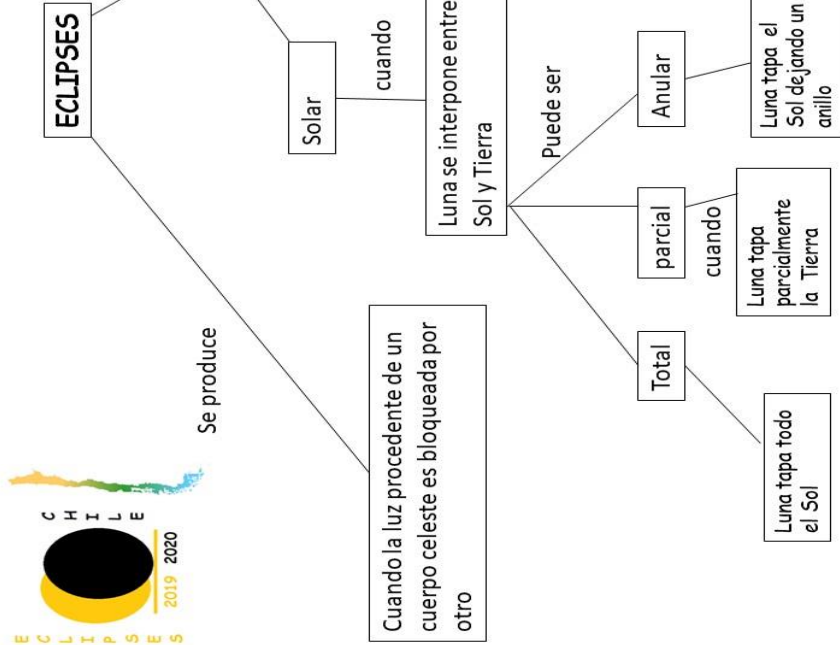 ECLIPSES
CHILE
2019 2020
ECLIPSES
Se produce
Cuando la luz procedente de un
cuerpo celeste es bloqueada por
otro
Solar
cuando
Luna se interpone entre
Sol y Tierra
Puede ser
Total
parcial
Anular
cuando
Luna tapa todo
el Sol
Luna tapa
parcialmente
la Tierra
Luna tapa el
Sol dejando un
anillo